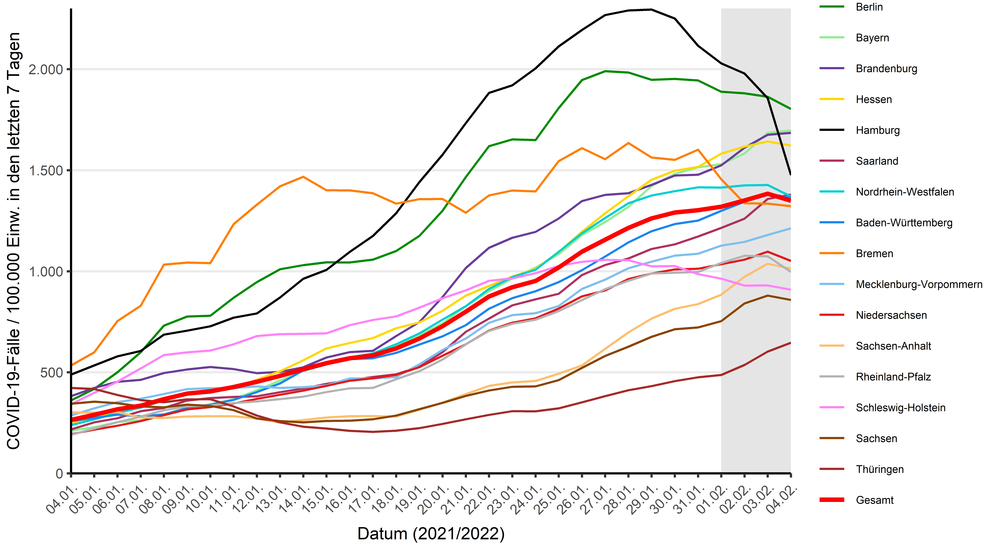 COVID-19-Fälle / 100.000 Einw. in den letzten 7 Tagen
2.000
1.500
1.000
500
0
04.01.
05.01.
06.01.
07.01.
08.01.
09.01.
10.01.
11.01.
12.01.
13.01.
14.01.
15.01.
16.01.
17.01.
18.01.
19.01.
20.01.
21.01.
22.01.
23.01.
24.01.
25.01.
26.01.
27.01.
28.01.
29.01.
30.01.
31.01.
01.02.
02.02.
03.02.
04.02.
Datum (2021/2022)
Berlin
Bayern
Brandenburg
Hessen
Hamburg
Saarland
Nordrhein-Westfalen
Baden-Württemberg
Bremen
Mecklenburg-Vorpommern
Niedersachsen
Sachsen-Anhalt
Rheinland-Pfalz
Schleswig-Holstein
Sachsen
Thüringen
Gesamt